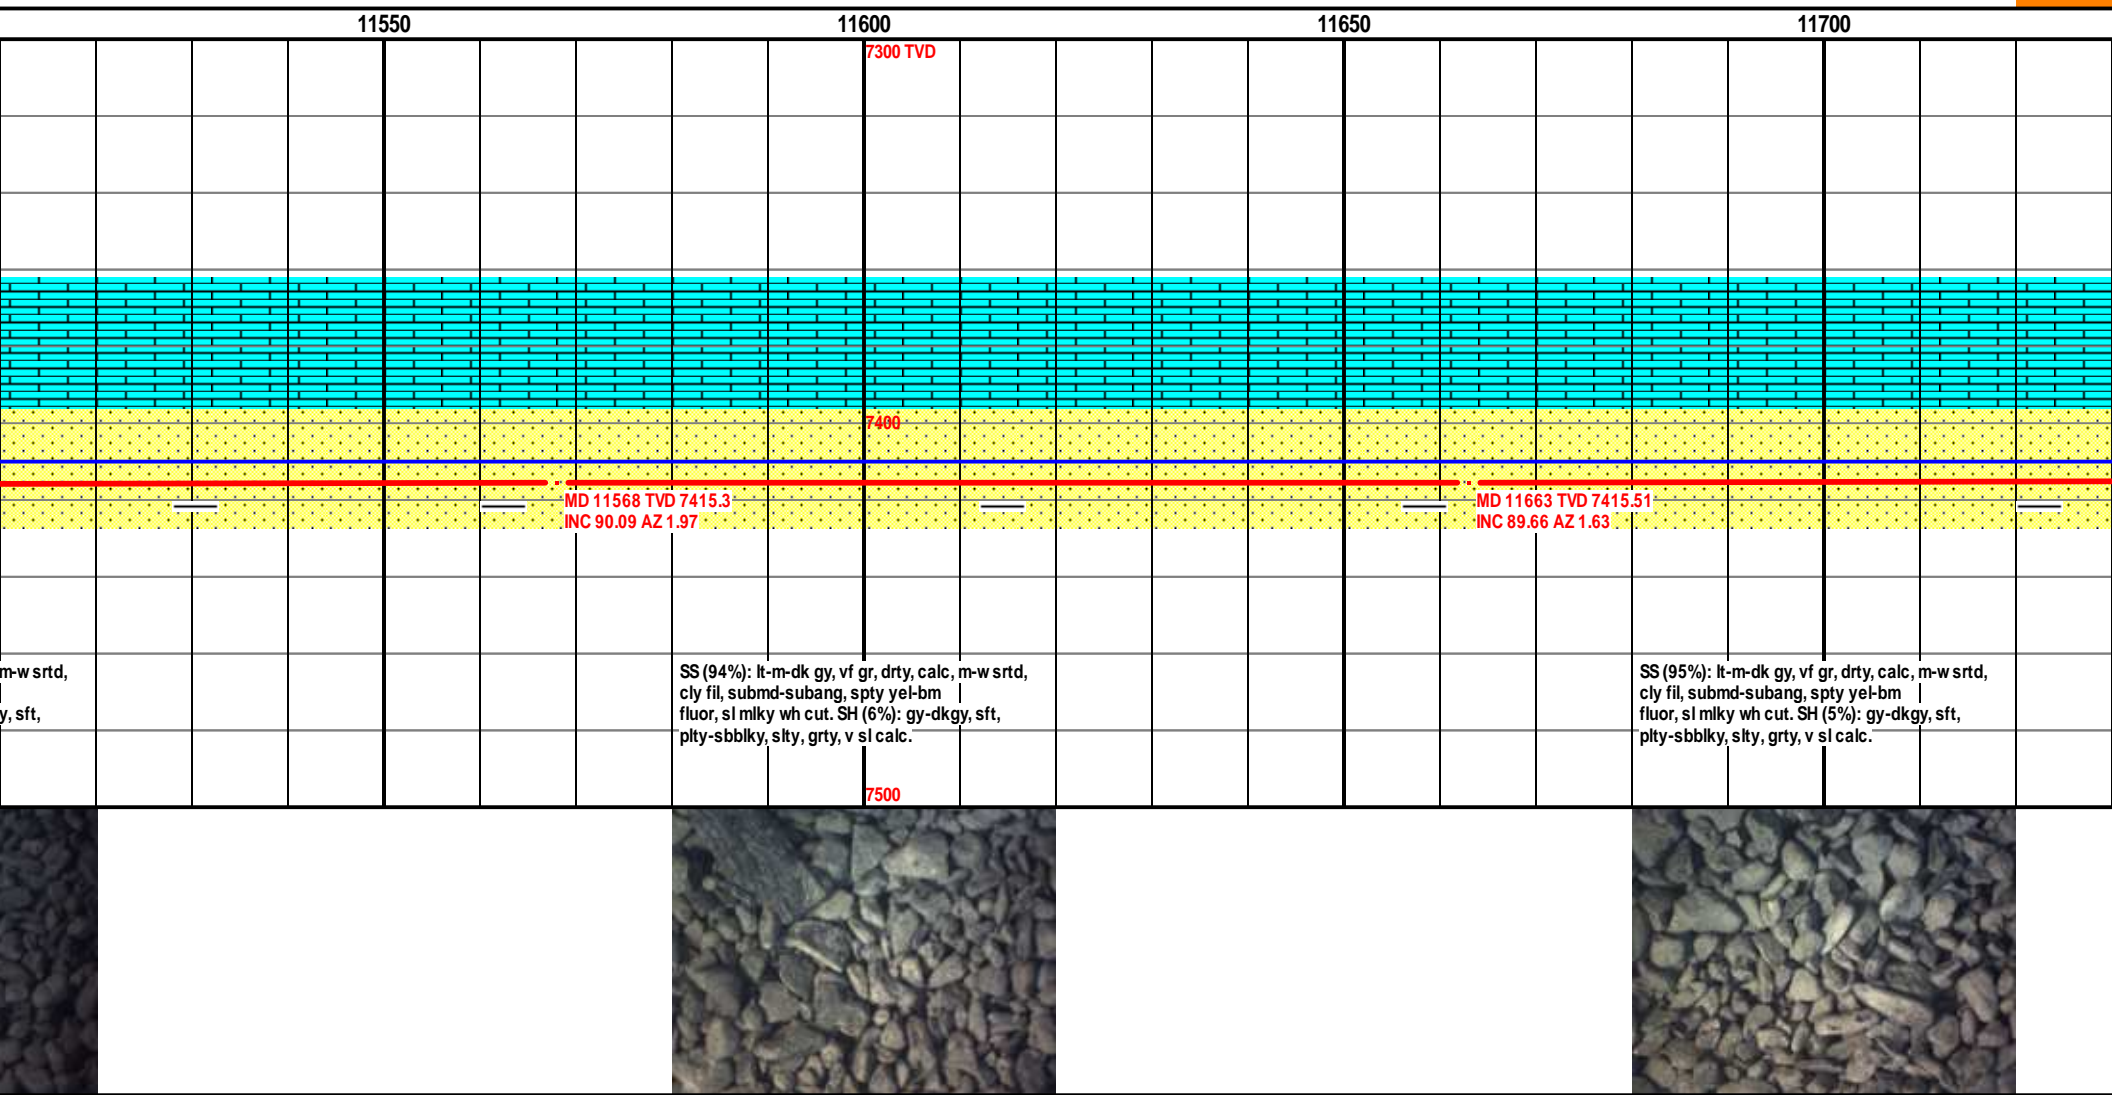 11550
11600
11650
11700
7300 TVD
7400
MD 11568 TVD 7415.3
INC 90.09 AZ 1.97
MD 11663 TVD 7415.51
INC 89.66 AZ 1.63
m-w srtd,
y, sft,
SS (94%): lt-m-dk gy, vf gr, drty, calc, m-w srtd,
cly fil, submd-subang, spty yel-bm
fluor, sl mlky wh cut. SH (6%): gy-dkgy, sft,
plty-sbblky, slty, grty, v sl calc.
SS (95%): lt-m-dk gy, vf gr, drty, calc, m-w srtd,
cly fil, submd-subang, spty yel-bm
fluor, sl mlky wh cut. SH (5%): gy-dkgy, sft,
plty-sbblky, slty, grty, v sl calc.
7500